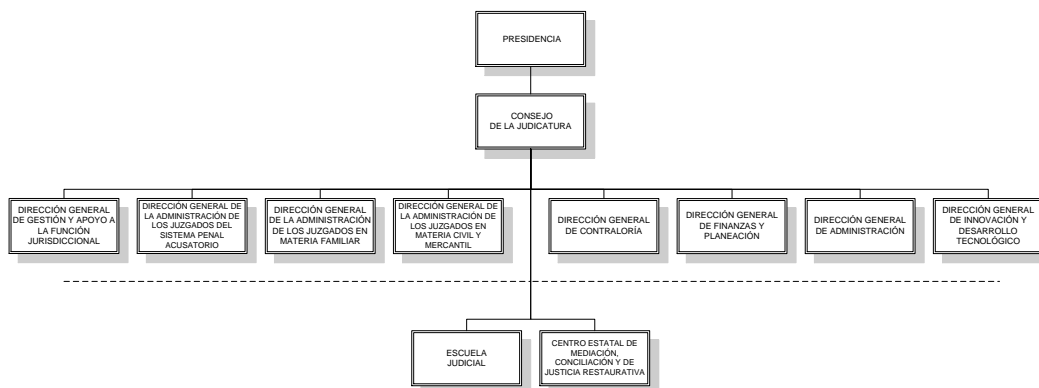 PRESIDENCIA
CONSEJO
DE LA JUDICATURA
DIRECCIÓN GENERAL
DE GESTIÓN Y APOYO A
LA FUNCIÓN
JURISDICCIONAL
DIRECCIÓN GENERAL DE
LA ADMINISTRACIÓN DE
LOS JUZGADOS DEL
SISTEMA PENAL
ACUSATORIO
DIRECCIÓN GENERAL
DE LA ADMINISTRACIÓN
DE LOS JUZGADOS EN
MATERIA FAMILIAR
DIRECCIÓN GENERAL DE
LA ADMINISTRACIÓN DE
LOS JUZGADOS EN
MATERIA CIVIL Y
MERCANTIL
DIRECCIÓN GENERAL
DE CONTRALORÍA
DIRECCIÓN GENERAL
DE FINANZAS Y
PLANEACIÓN
DIRECCIÓN GENERAL
DE ADMINISTRACIÓN
DIRECCIÓN GENERAL
DE INNOVACIÓN Y
DESARROLLO
TECNOLÓGICO
ESCUELA
JUDICIAL
CENTRO ESTATAL DE
MEDIACIÓN,
CONCILIACIÓN Y DE
JUSTICIA RESTAURATIVA